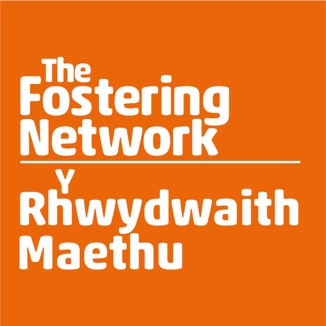 The
Fostering
Network
Y
Rhwydwaith
Maethu